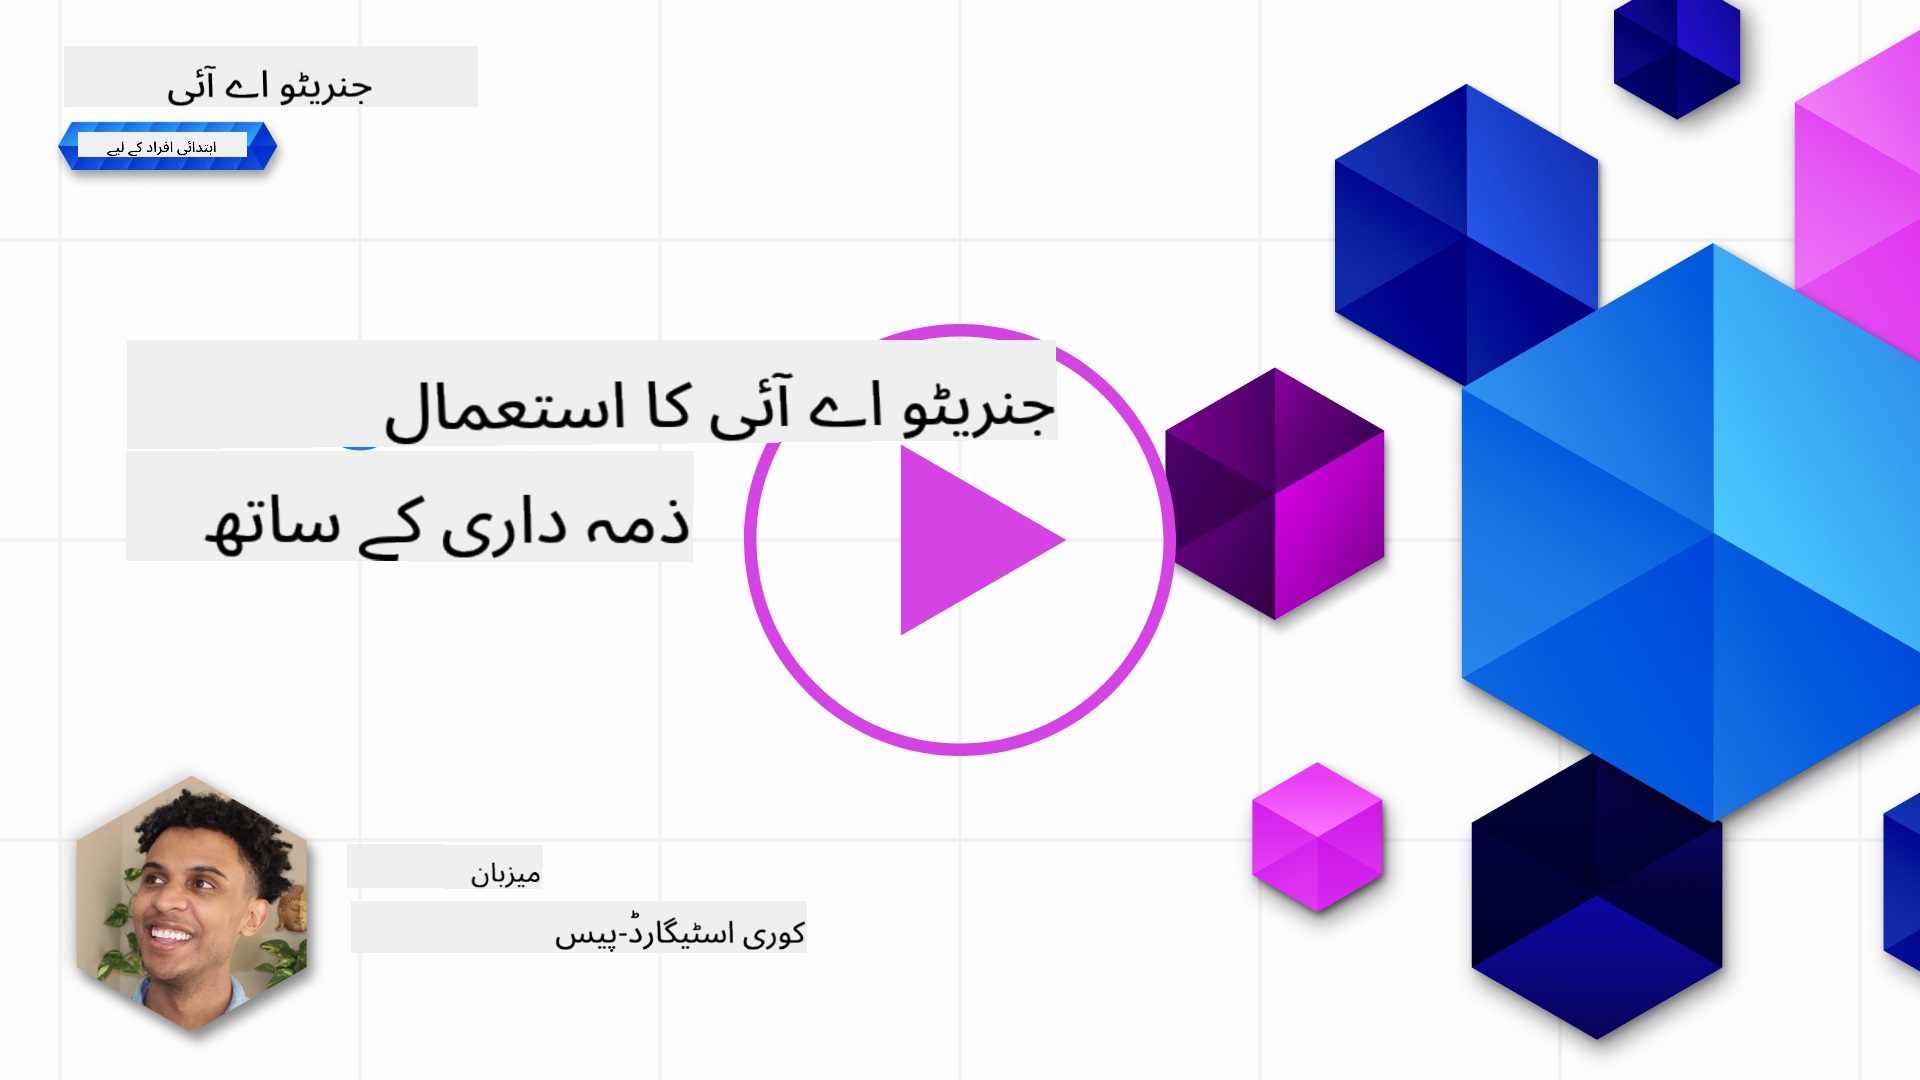 جنریٹو اے آئی
ابتدائی افراد کے لیے
جنریٹو اے آئی کا استعمال
ذمہ داری کے ساتھ
میزبان
کوری اسٹیگارڈ-پیس